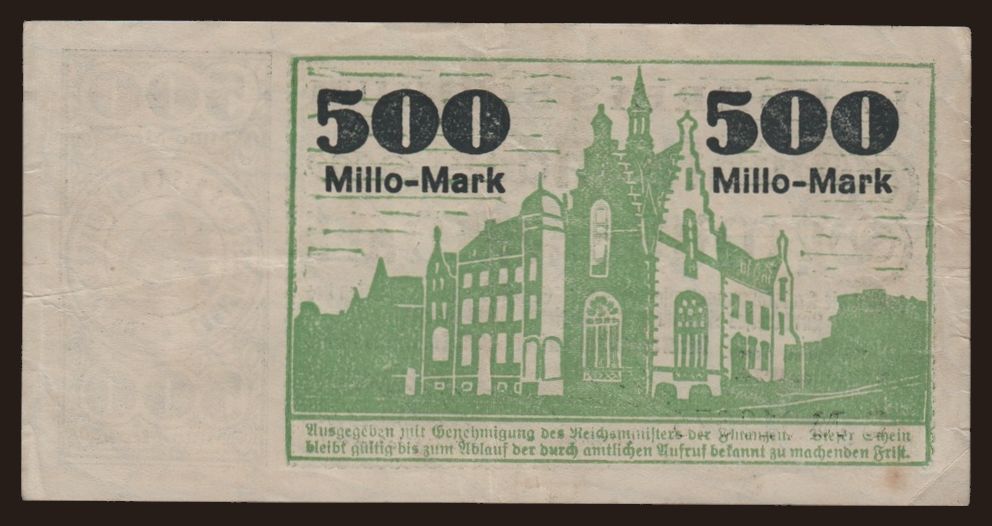 500 500
Millo-Mark Millo-Mark
Ausgegeben mit Genehmigung des Reichsministers der Finanzen. Dieser Schein
bleibt gültig bis zum Ablauf der durch amtlichen Aufruf bekannt zu machenden Frist.